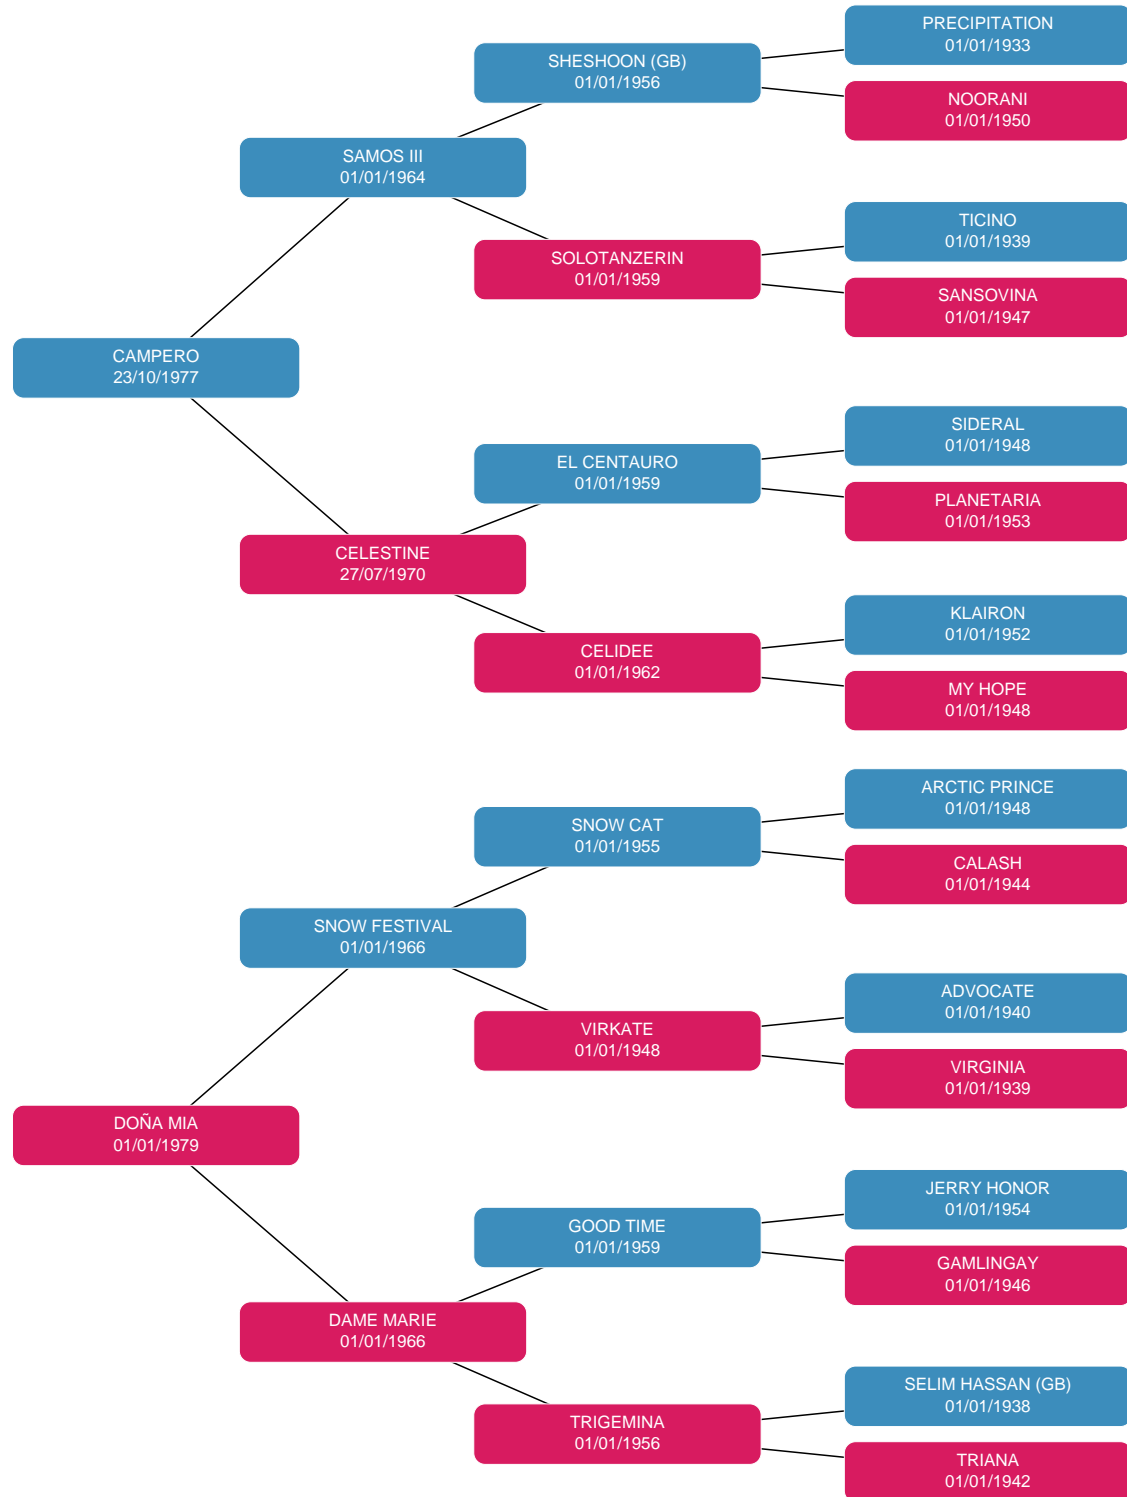 PRECIPITATION
01/01/1933
SHESHOON (GB)
01/01/1956
NOORANI
01/01/1950
SAMOS III
01/01/1964
TICINO
01/01/1939
SOLOTANZERIN
01/01/1959
SANSOVINA
01/01/1947
CAMPERO
23/10/1977
SIDERAL
01/01/1948
EL CENTAURO
01/01/1959
PLANETARIA
01/01/1953
CELESTINE
27/07/1970
KLAIRON
01/01/1952
CELIDEE
01/01/1962
MY HOPE
01/01/1948
ARCTIC PRINCE
01/01/1948
SNOW CAT
01/01/1955
CALASH
01/01/1944
SNOW FESTIVAL
01/01/1966
ADVOCATE
01/01/1940
VIRKATE
01/01/1948
VIRGINIA
01/01/1939
DOÑA MIA
01/01/1979
JERRY HONOR
01/01/1954
GOOD TIME
01/01/1959
GAMLINGAY
01/01/1946
DAME MARIE
01/01/1966
SELIM HASSAN (GB)
01/01/1938
TRIGEMINA
01/01/1956
TRIANA
01/01/1942